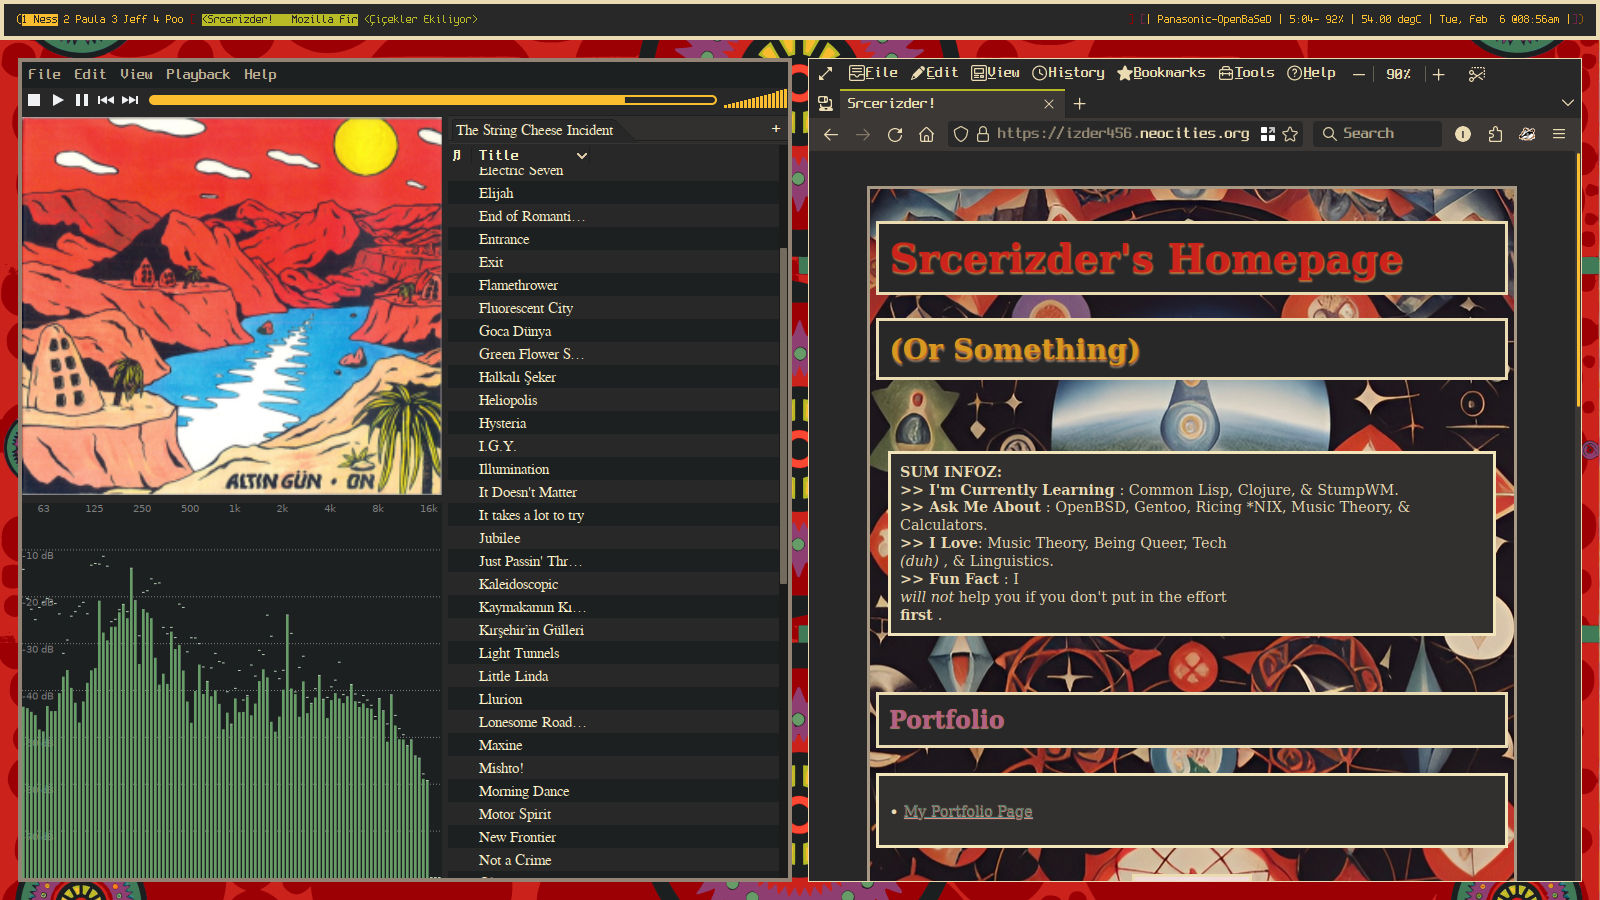 (1 Ness 2 Paula 3 Jeff 4 Poo <Srcerizder! Mozilla Fir <Çiçekler Ekiliyor>
[| Panasonic-OpenBaSeD | 5:04- 92% | 54.00 degC | Tue, Feb 6 @08:56am |])
File Edit View Playback Help
The String Cheese Incident +
Title
Electric Seven
Elijah
End of Romanti...
Entrance
Exit
Flamethrower
Fluorescent City
Goca Dünya
Green Flower S...
Halkalı Şeker
Heliopolis
Hysteria
I.G.Y.
Illumination
It Doesn't Matter
It takes a lot to try
Jubilee
Just Passin' Thr...
Kaleidoscopic
Kaymakamın Kı...
Kırşehir'in Gülleri
Light Tunnels
Little Linda
Llurion
Lonesome Road...
Maxine
Mishto!
Morning Dance
Motor Spirit
New Frontier
Not a Crime
ALTIN GÜN · ON
63 125 250 500 1k 2k 4k 8k 16k
-10 dB
-20 dB
-30 dB
-40 dB
File Edit View History Bookmarks Tools Help — 90% +
Srcerizder!
https://izder456.neocities.org
Search
Srcerizder's Homepage
(Or Something)
SUM INFOZ:
>> I'm Currently Learning : Common Lisp, Clojure, & StumpWM.
>> Ask Me About : OpenBSD, Gentoo, Ricing *NIX, Music Theory, &
Calculators.
>> I Love: Music Theory, Being Queer, Tech
(duh) , & Linguistics.
>> Fun Fact : I
will not help you if you don't put in the effort
first .
Portfolio
• My Portfolio Page